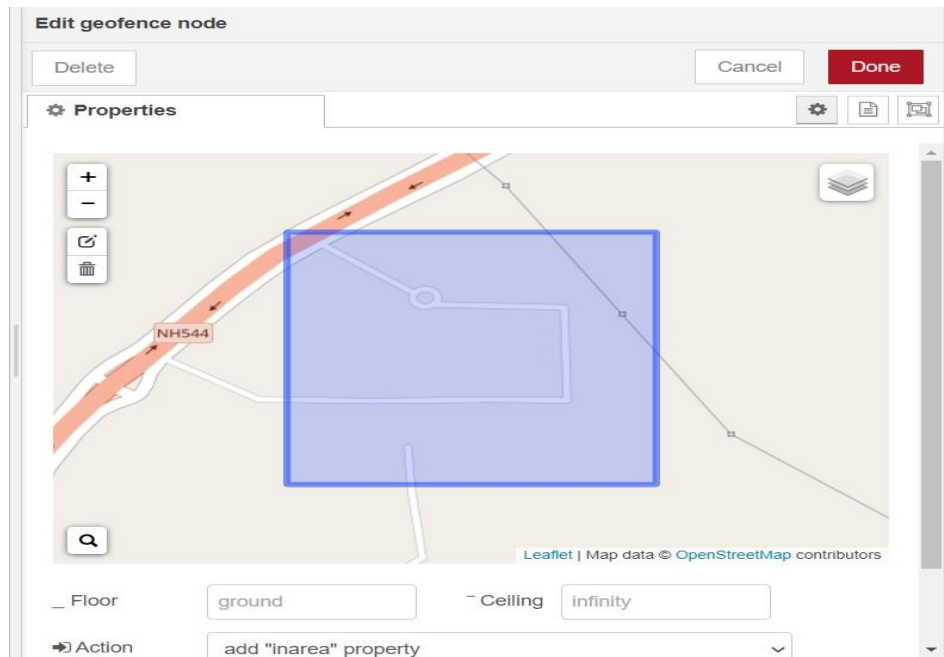 Edit geofence node
Delete Cancel Done
Properties
+
−
NH544
Leaflet | Map data © OpenStreetMap contributors
_ Floor ground ‾ Ceiling infinity
Action add "inarea" property